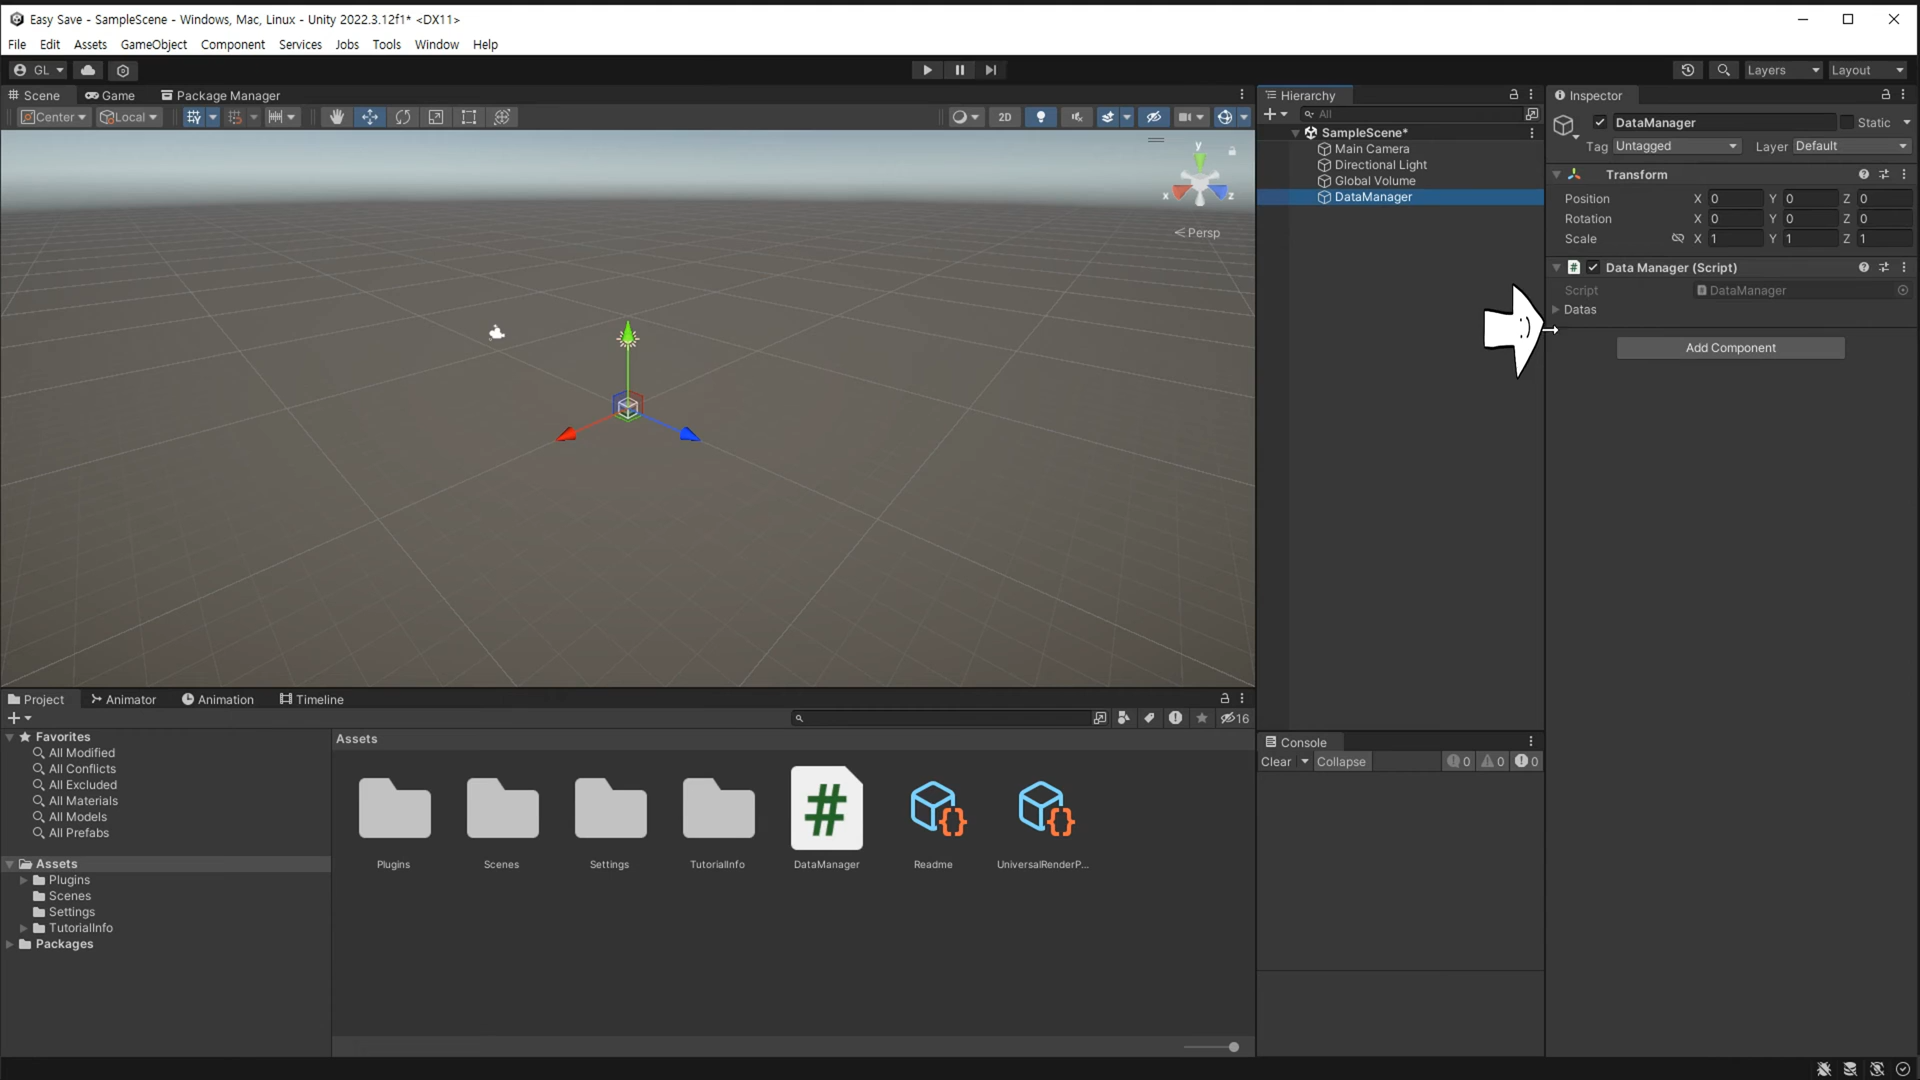 Easy Save - SampleScene - Windows, Mac, Linux - Unity 2022.3.12f1* <DX11>
File Edit Assets GameObject Component Services Jobs Tools Window Help
GL
Layers Layout
Scene Game Package Manager
Center Local
2D
y
x
z
Persp
Hierarchy
All
SampleScene*
Main Camera
Directional Light
Global Volume
DataManager
Inspector
DataManager Static
Tag Untagged Layer Default
Transform
Position X 0 Y 0 Z 0
Rotation X 0 Y 0 Z 0
Scale X 1 Y 1 Z 1
# Data Manager (Script)
Script DataManager
Datas
Add Component
Project Animator Animation Timeline
16
Favorites
All Modified
All Conflicts
All Excluded
All Materials
All Models
All Prefabs
Assets
Plugins
Scenes
Settings
TutorialInfo
Packages
Assets
#
{} {}
Plugins Scenes Settings TutorialInfo DataManager Readme UniversalRenderP...
Console
Clear Collapse 0 0 0